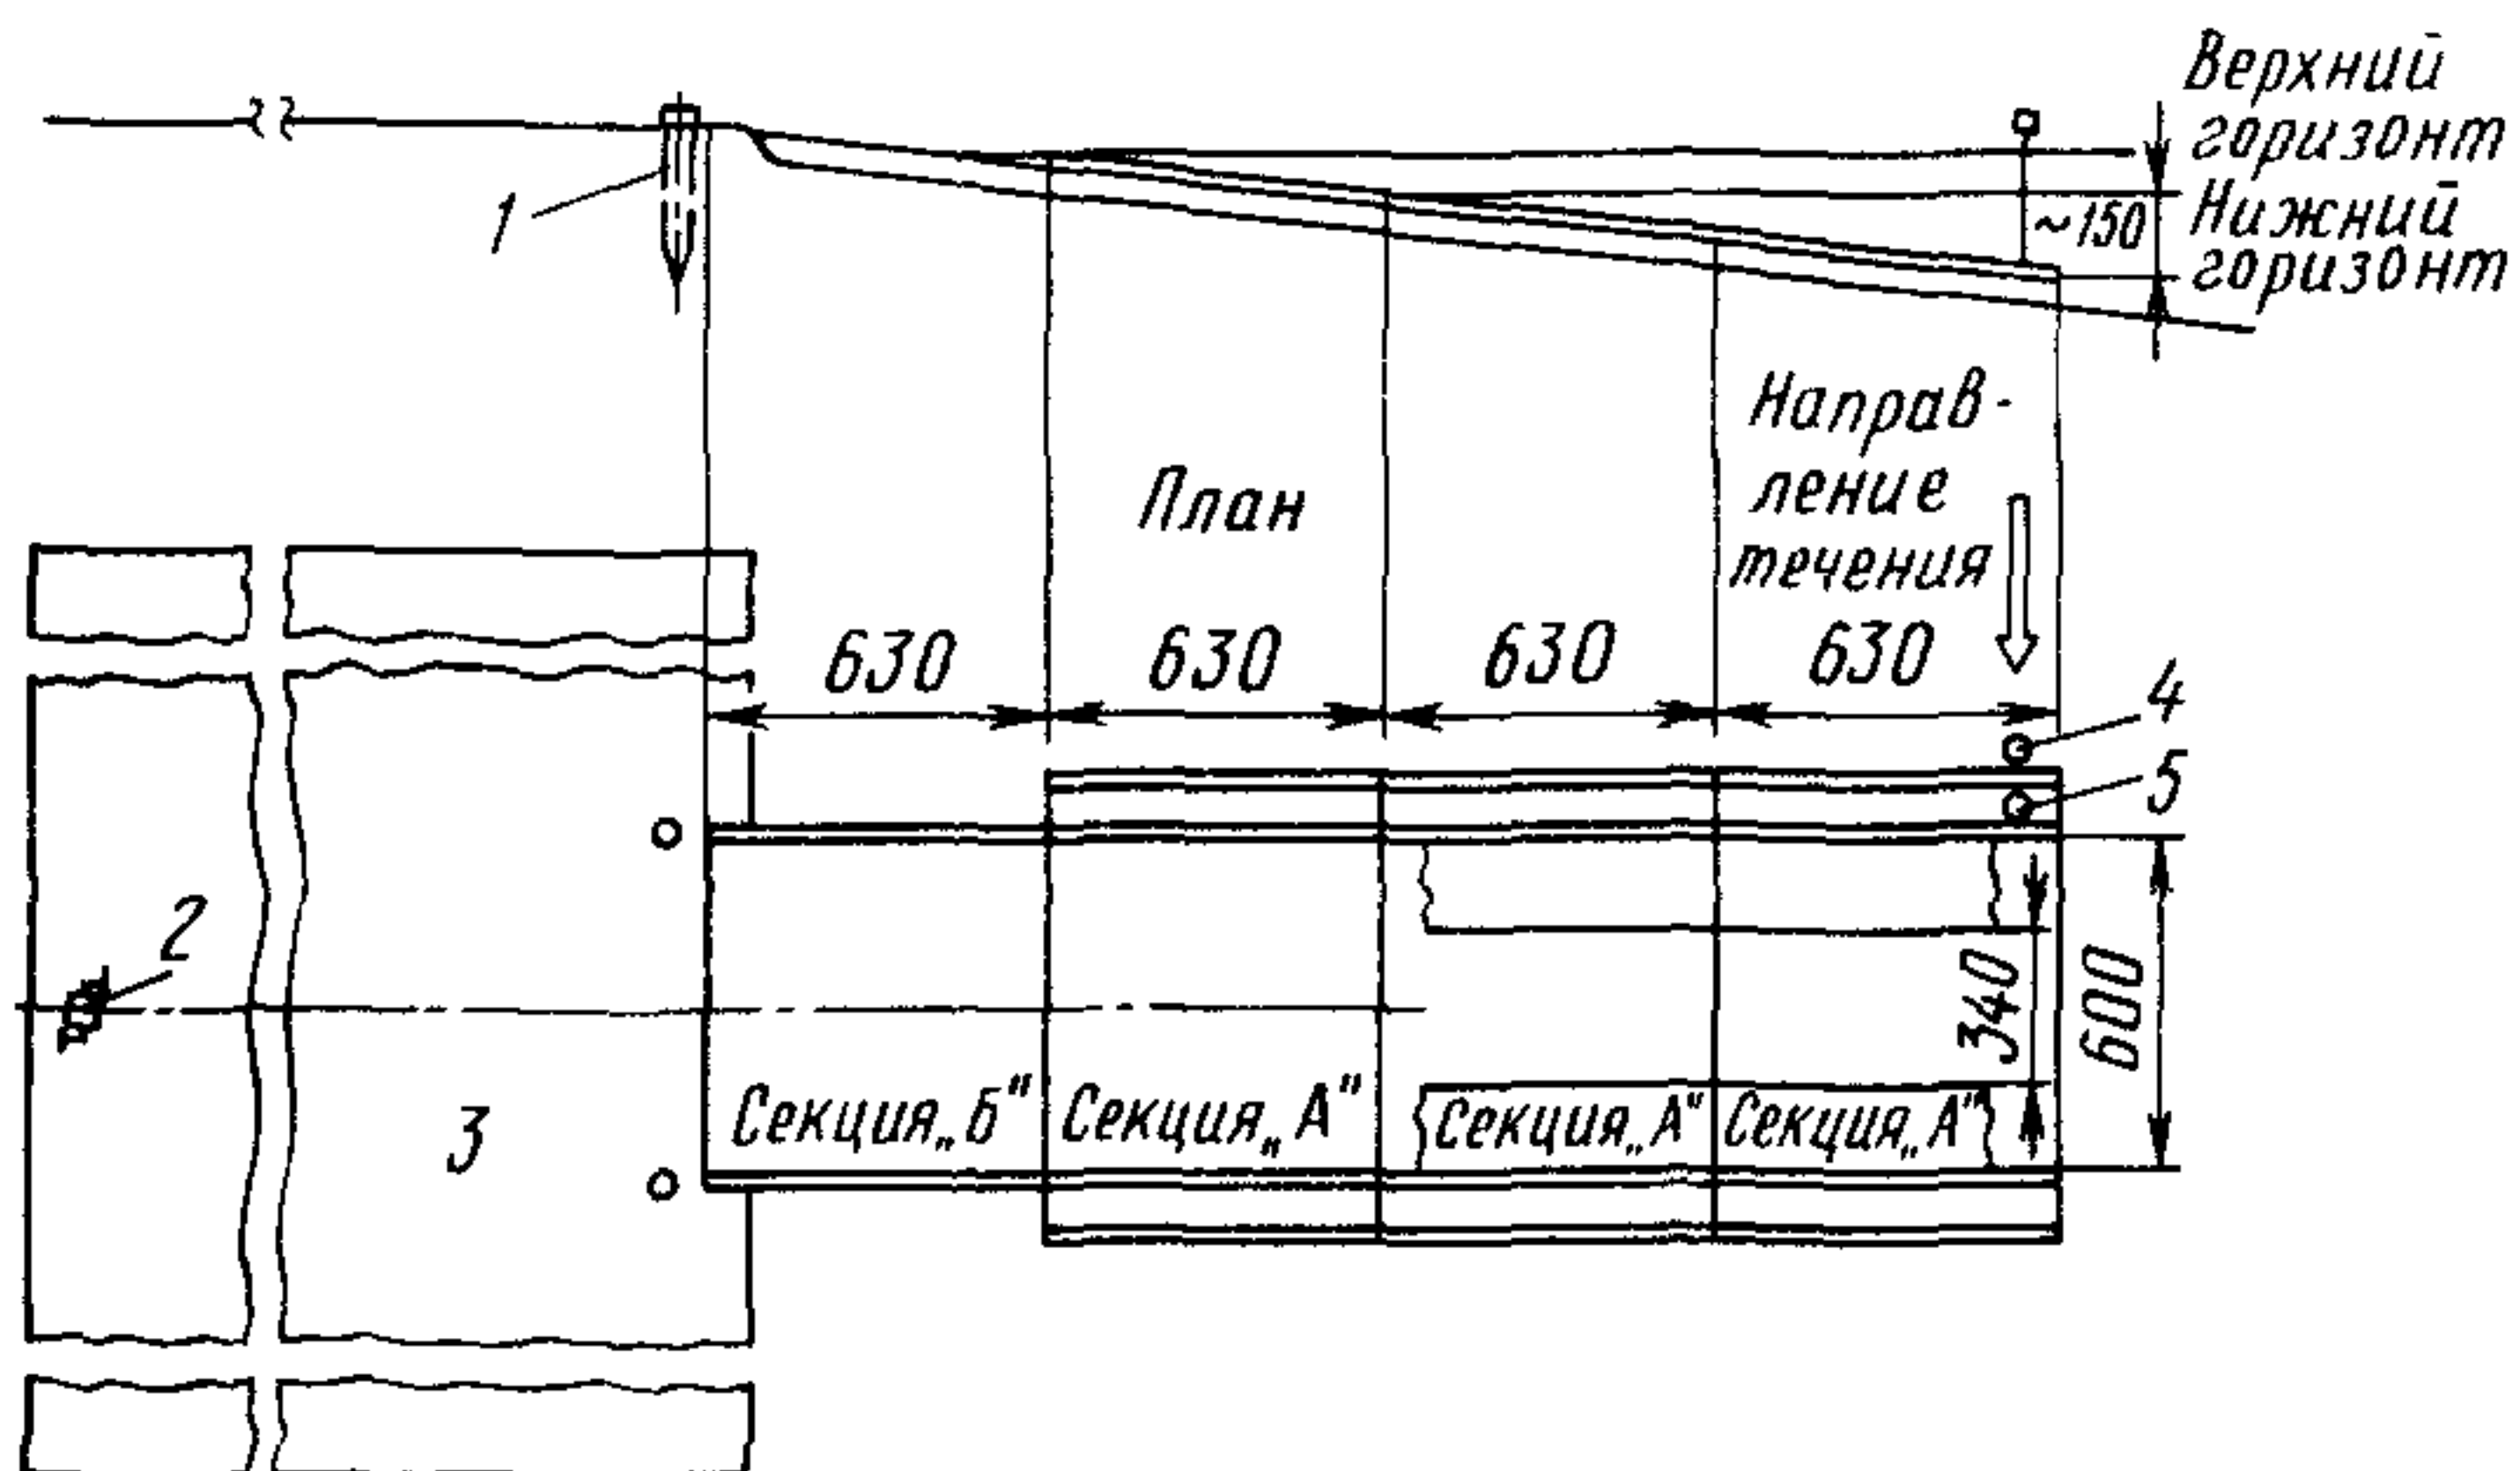 Верхний
горизонт
1
~150
Нижний
горизонт
План
Направ-
ление
течения
630 630 630 630
4
5
2
3
340
600
Секция „Б" Секция „А" Секция „А" Секция „А"